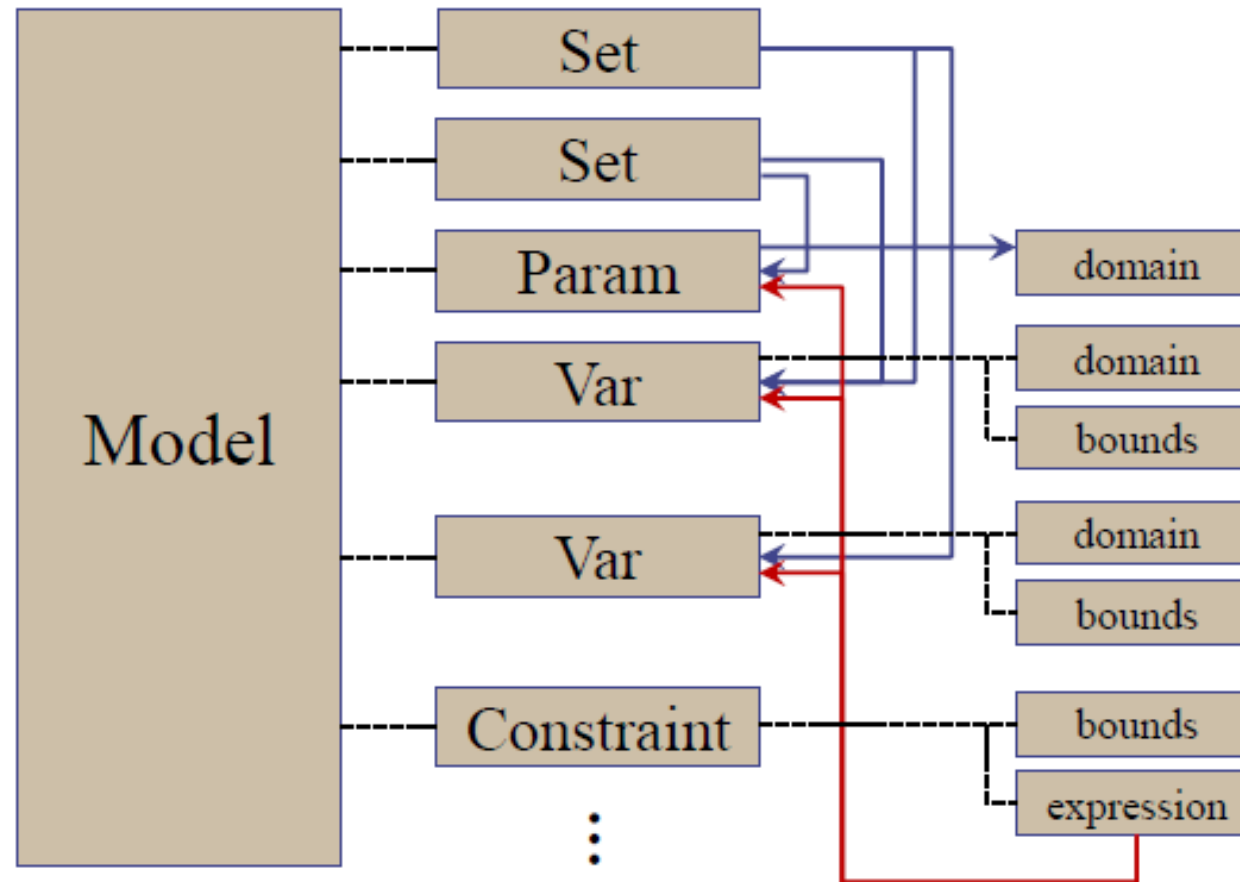 Model
Set
Set
Param
Var
Var
Constraint
domain
domain
bounds
domain
bounds
bounds
expression